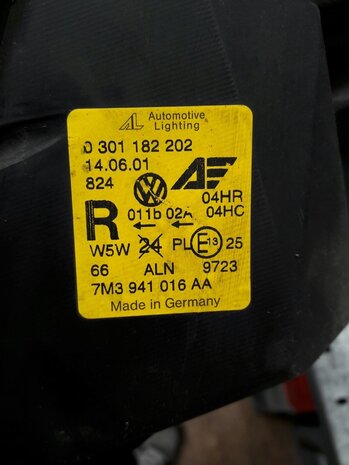 AL Automotive
Lighting
0 301 182 202
14.06.01
824
04HR
R 011b 02A 04HC
← ←
W5W 24 PL E13 25
66 ALN 9723
7M3 941 016 AA
Made in Germany